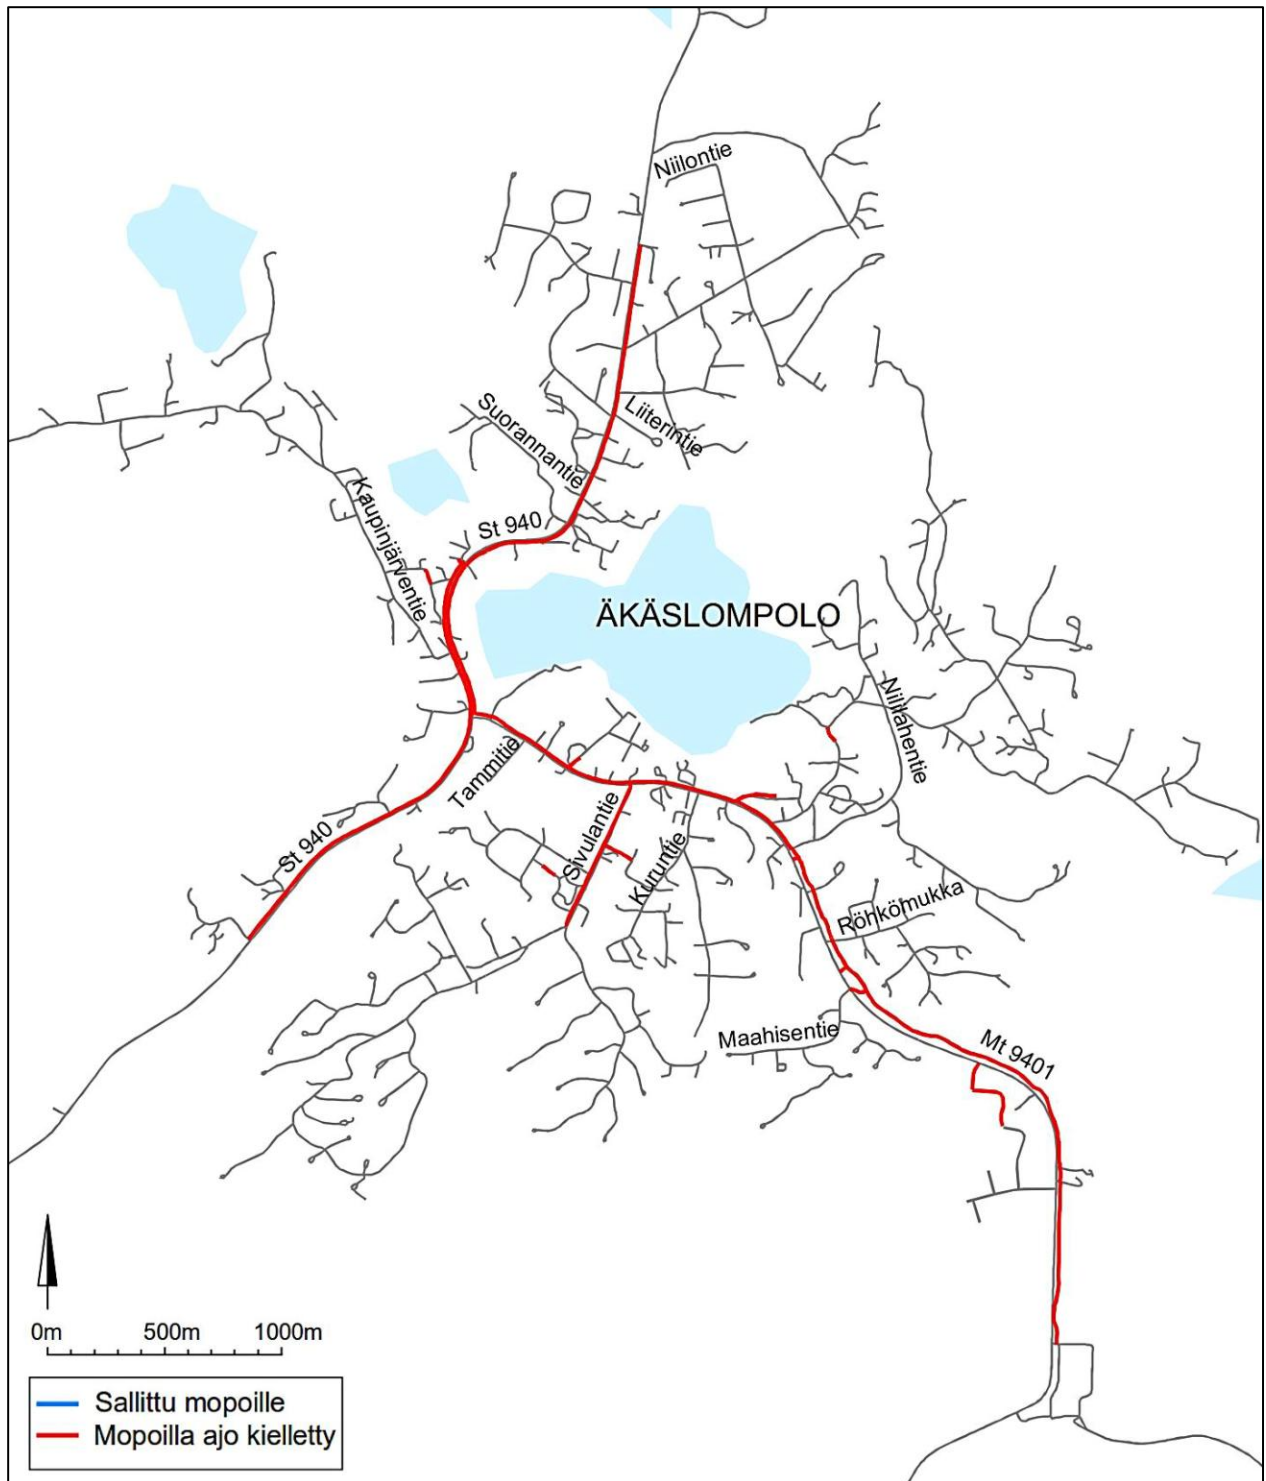 Niilontie
Liiterintie
Suorannantie
Kaupinjärventie
St 940
ÄKÄSLOMPOLO
Niililahentie
Tammitie
Sivulantie
Kuruntie
St 940
Röhkömukka
Maahisentie
Mt 9401
0m 500m 1000m
Sallittu mopoille
Mopoilla ajo kielletty